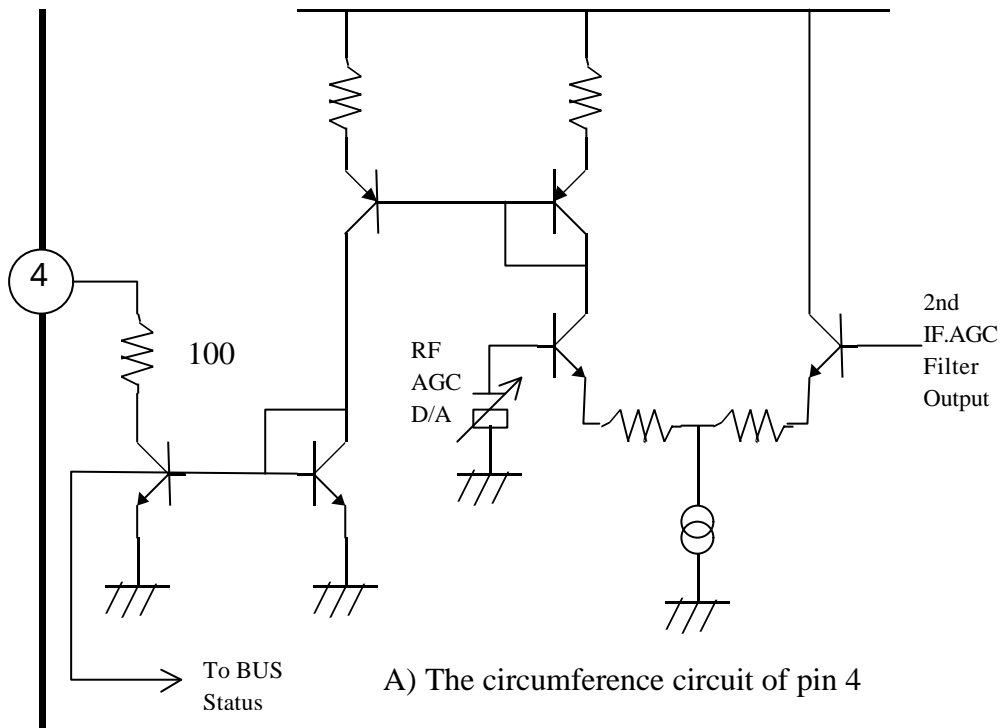 4
100
RF
AGC
D/A
2nd
IF.AGC
Filter
Output
To BUS
Status
A) The circumference circuit of pin 4